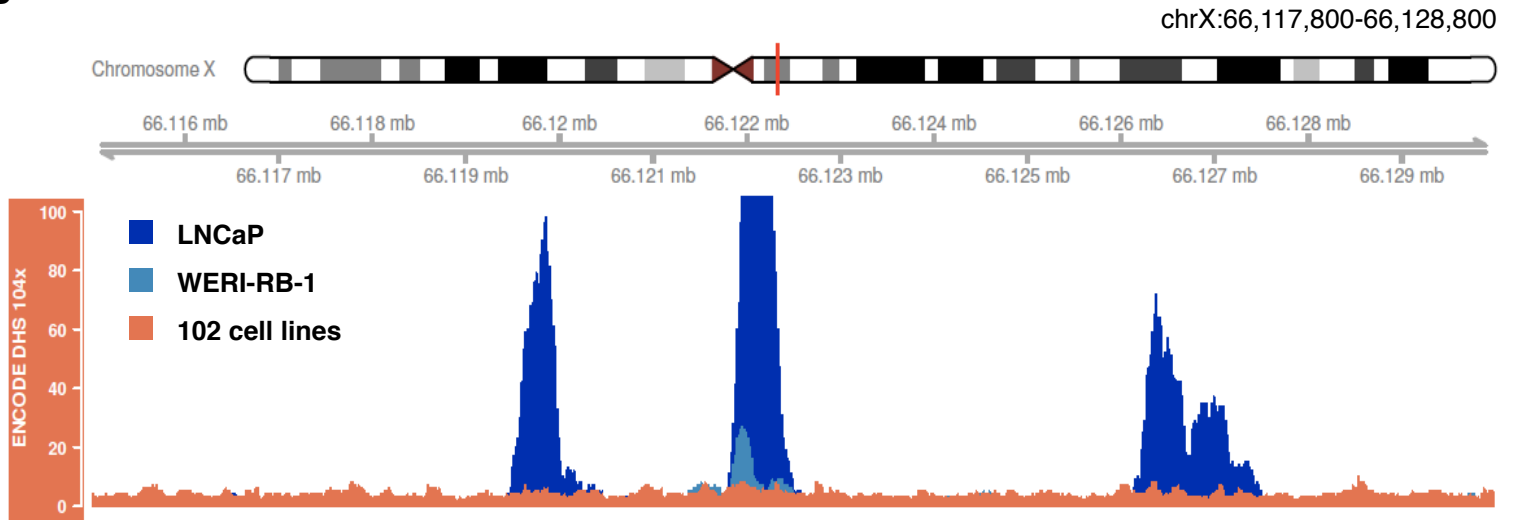 chrX:66,117,800-66,128,800
Chromosome X
66.116 mb 66.118 mb 66.12 mb 66.122 mb 66.124 mb 66.126 mb 66.128 mb
66.117 mb 66.119 mb 66.121 mb 66.123 mb 66.125 mb 66.127 mb 66.129 mb
ENCODE DHS 104x
100
80
60
40
20
0
LNCaP
WERI-RB-1
102 cell lines